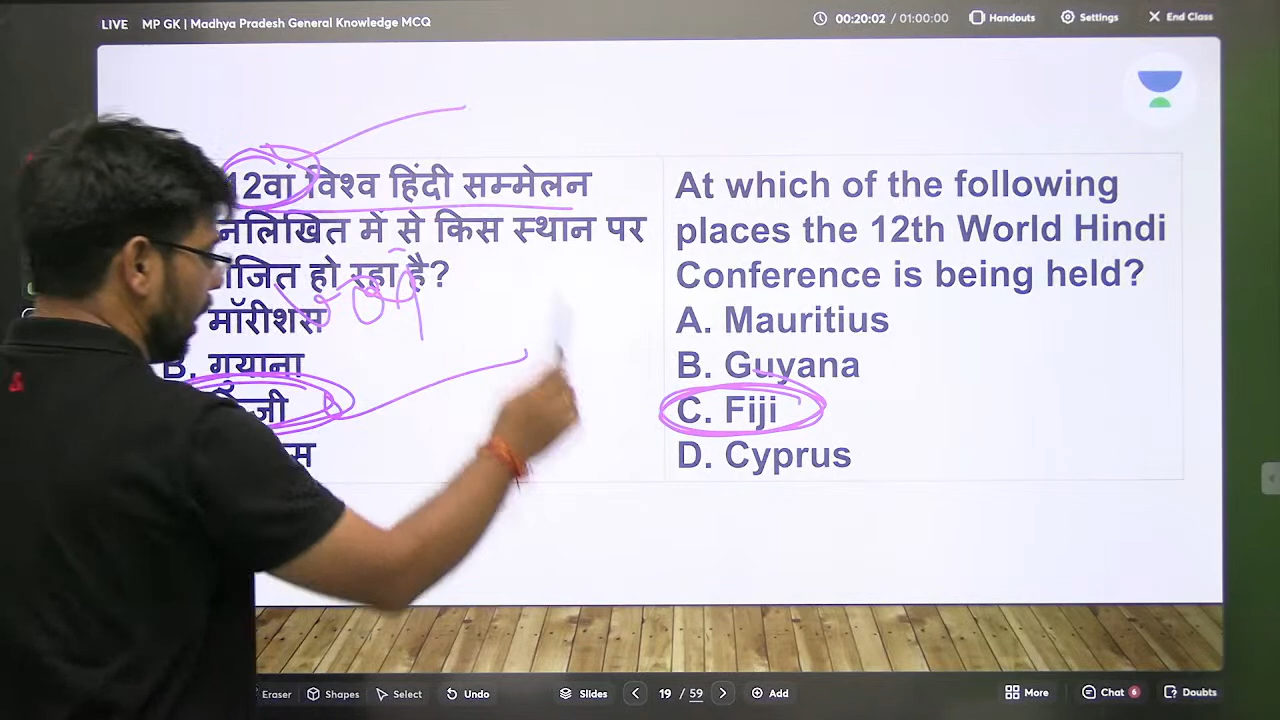 LIVE MP GK | Madhya Pradesh General Knowledge MCQ
00:20:02 / 01:00:00 Handouts Settings End Class
12वां विश्व हिंदी सम्मेलन
में से किस स्थान पर
हो रहा है?
मॉरीशस
B. गुयाना
At which of the following
places the 12th World Hindi
Conference is being held?
A. Mauritius
B. Guyana
C. Fiji
D. Cyprus
Eraser Shapes Select Undo Slides 19 / 59 Add More Chat 6 Doubts